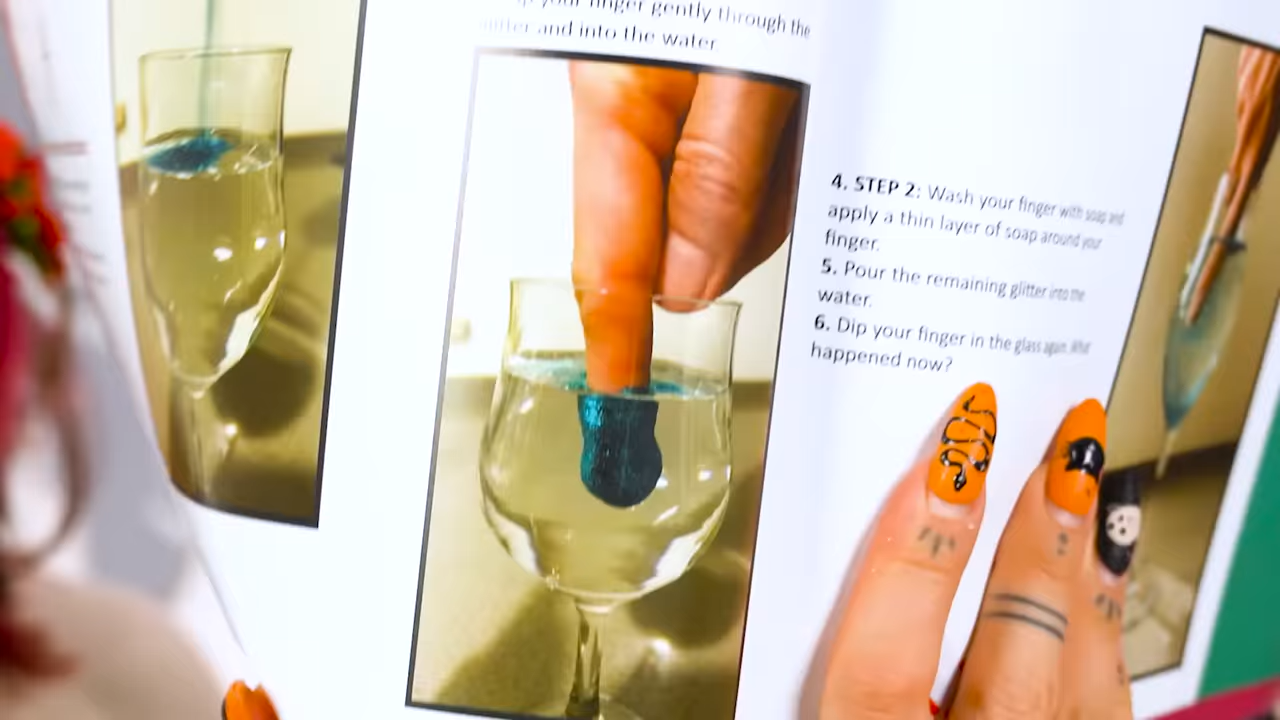 your finger gently through the
and into the water
4. STEP 2: Wash your finger with soap and
apply a thin layer of soap around your
finger.
5. Pour the remaining glitter into the
water.
6. Dip your finger in the glass again. What
happened now?